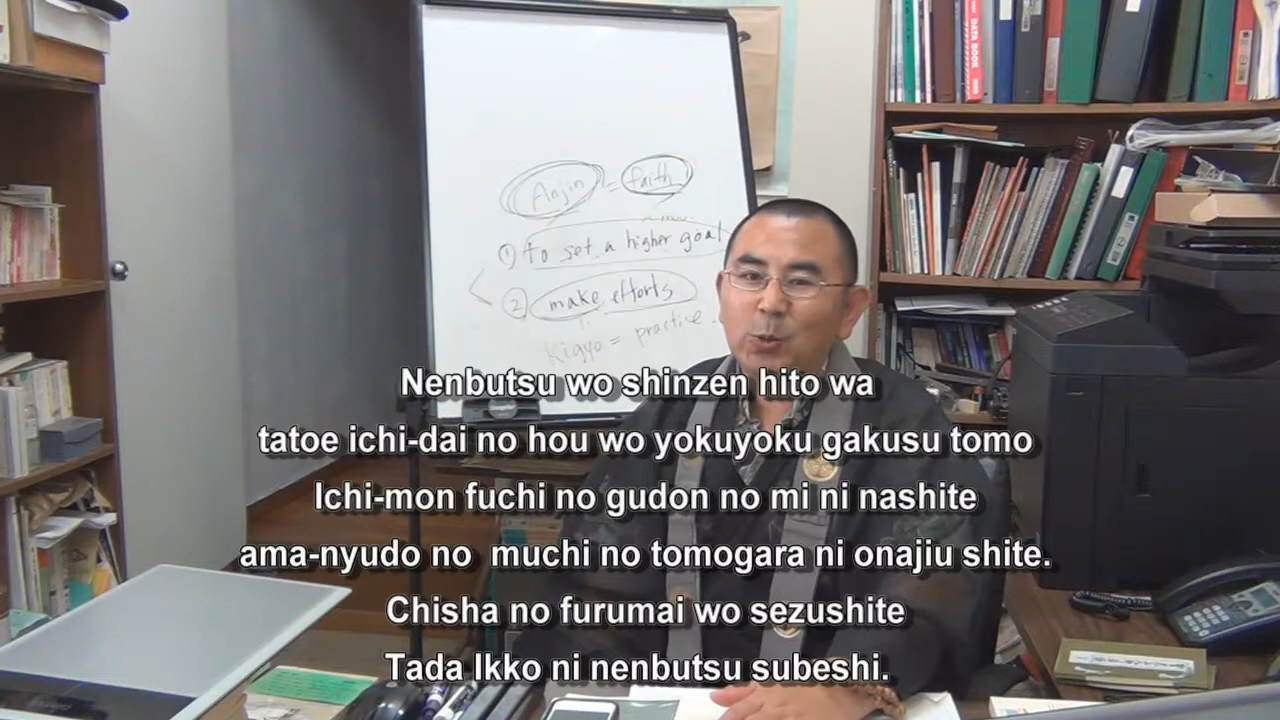 Anjin = faith
① to set a higher goal
② make efforts
Kigyo = practice
DATA BOOK
Nenbutsu wo shinzen hito wa
tatoe ichi-dai no hou wo yokuyoku gakusu tomo
Ichi-mon fuchi no gudon no mi ni nashite
ama-nyudo no muchi no tomogara ni onajiu shite.
Chisha no furumai wo sezushite
Tada Ikko ni nenbutsu subeshi.